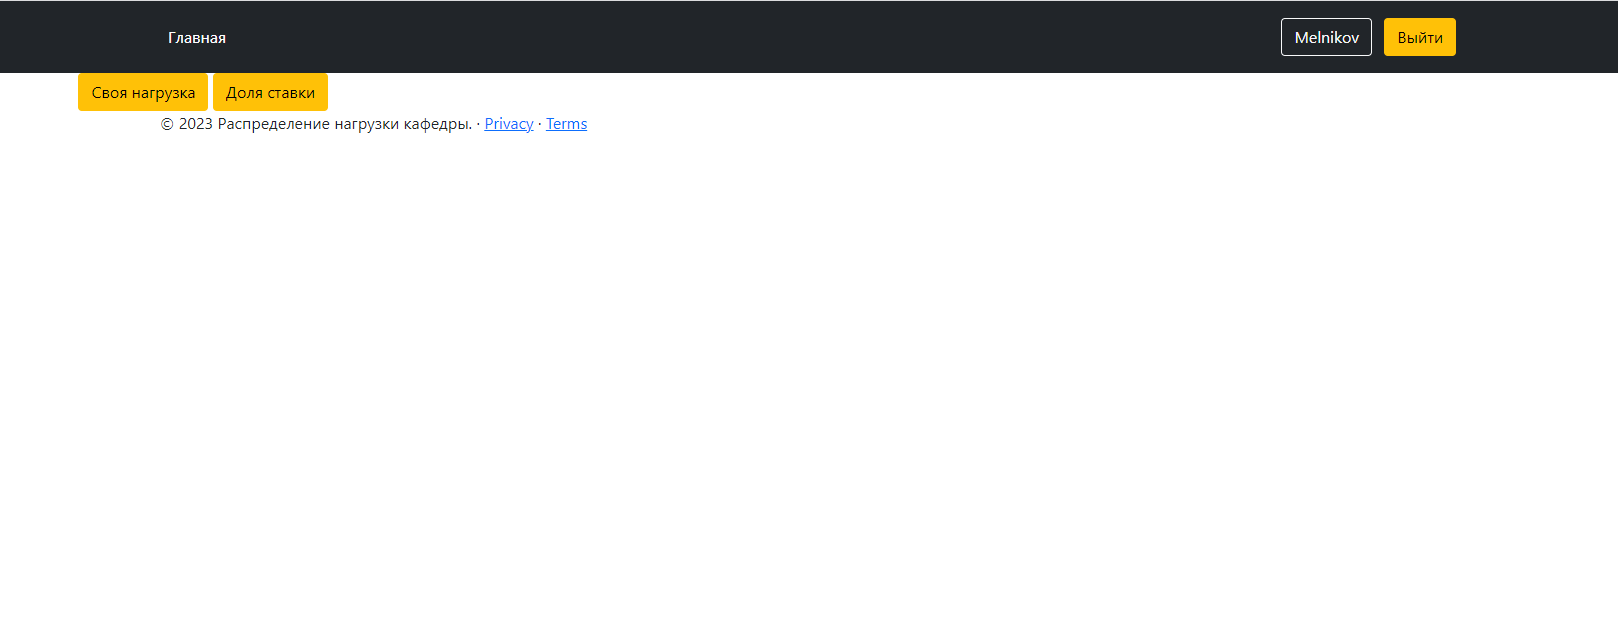 Главная Melnikov Выйти
Своя нагрузка Доля ставки
© 2023 Распределение нагрузки кафедры. · Privacy · Terms